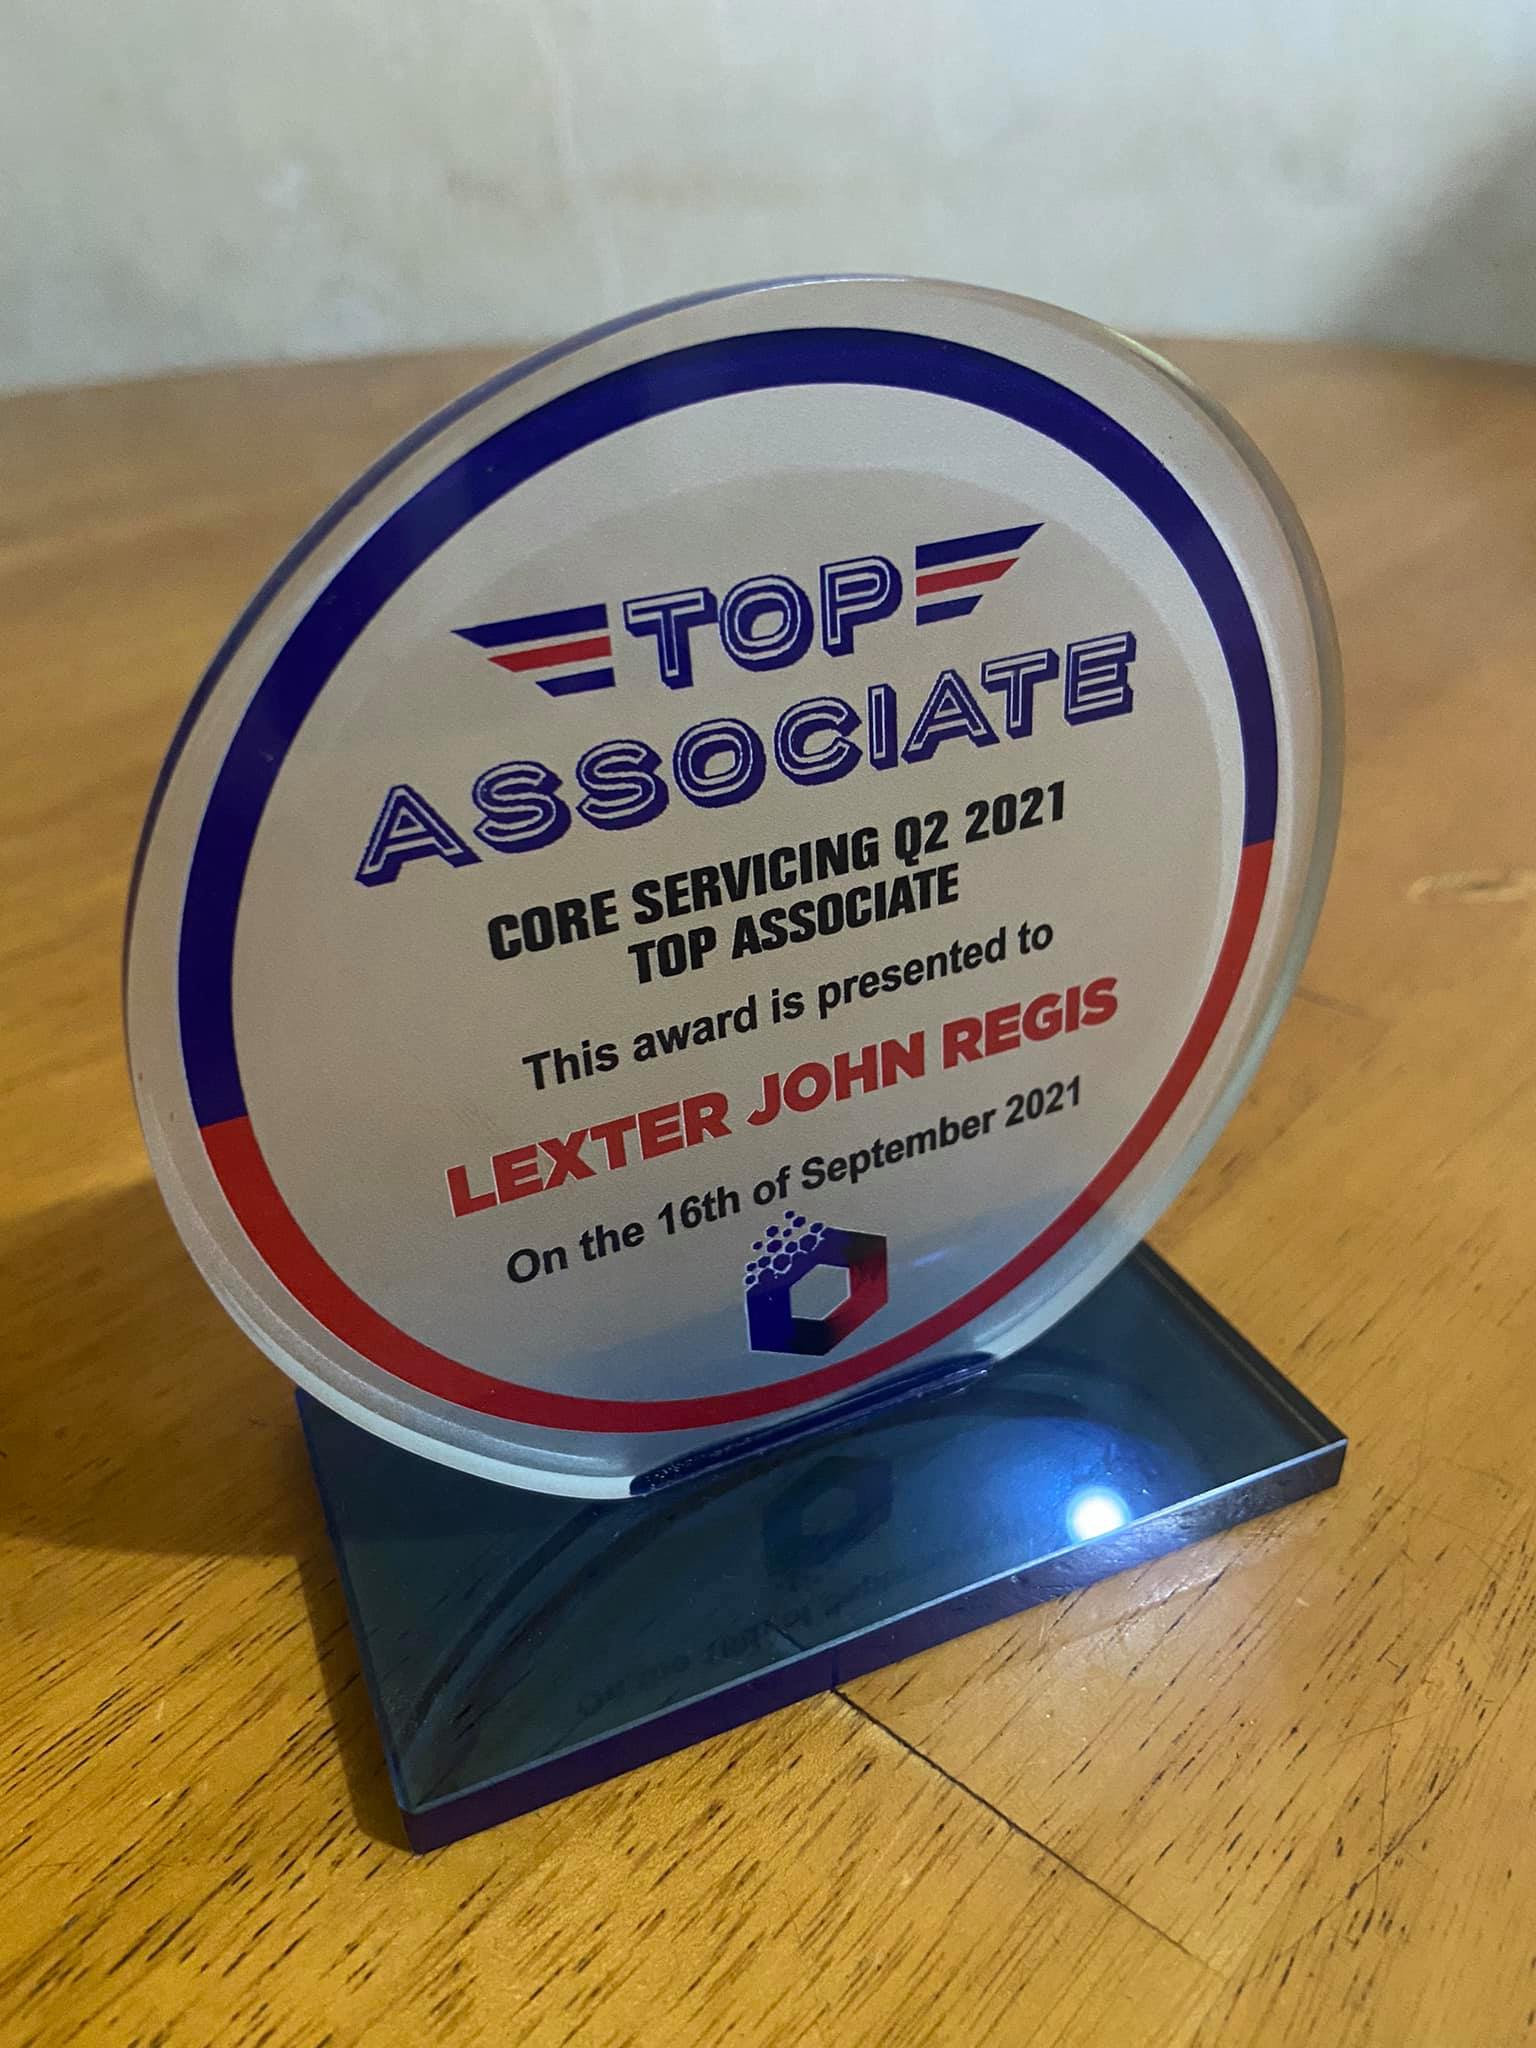 TOP
ASSOCIATE
CORE SERVICING Q2 2021
TOP ASSOCIATE
This award is presented to
LEXTER JOHN REGIS
On the 16th of September 2021